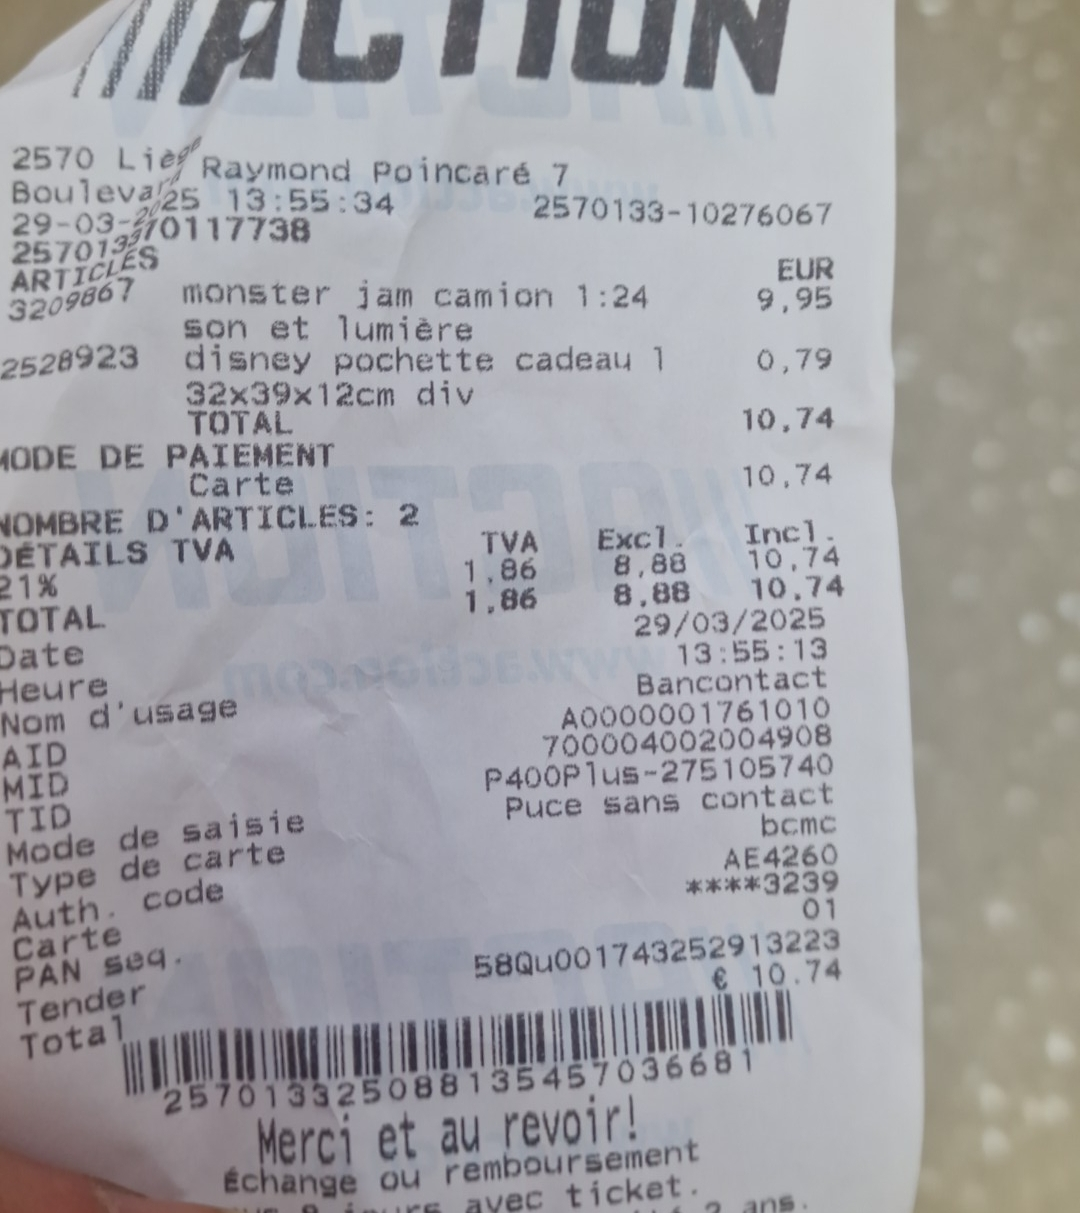 ACTION
2570 Liège
Boulevard Raymond Poincaré 7
29-03-2025 13:55:34 2570133-10276067
257013370117738
ARTICLES EUR
3209867 monster jam camion 1:24 9,95
son et lumière
2528923 disney pochette cadeau 1 0,79
32x39x12cm div
TOTAL 10,74
MODE DE PAIEMENT
Carte 10,74
NOMBRE D'ARTICLES: 2
DÉTAILS TVA TVA Excl. Incl.
21% 1,86 8,88 10,74
TOTAL 1,86 8,88 10,74
Date 29/03/2025
Heure 13:55:13
Nom d'usage Bancontact
AID A0000001761010
MID 700004002004908
TID P400Plus-275105740
Mode de saisie Puce sans contact
Type de carte bcmc
Auth. code AE4260
Carte ****3239
PAN seq. 01
Tender 58Qu001743252913223
Total € 10.74
257013325088135457036681
Merci et au revoir!
Échange ou remboursement
jours avec ticket.
2 ans.